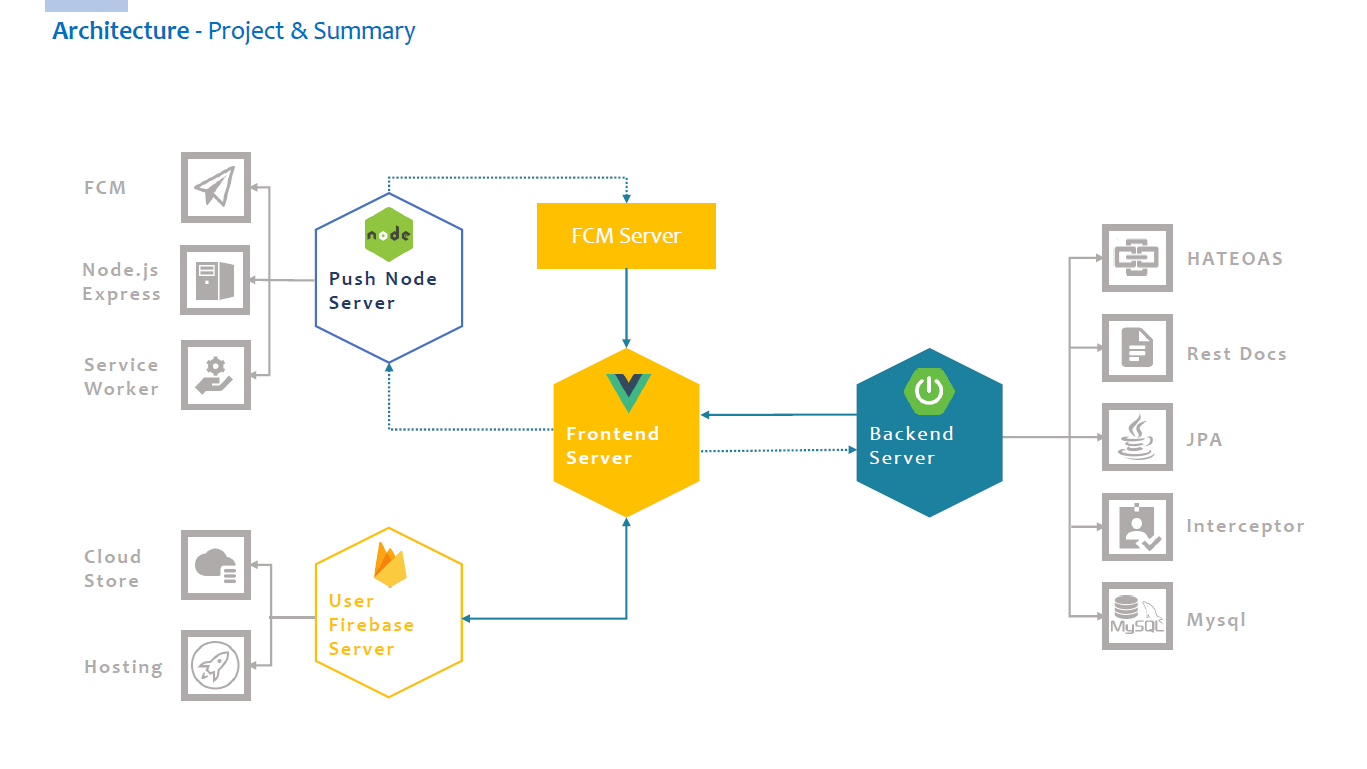 Architecture - Project & Summary
FCM
Node.js
Express
Service
Worker
node
Push Node
Server
FCM Server
Frontend
Server
Backend
Server
HATEOAS
Rest Docs
JPA
Interceptor
MySQL
Mysql
Cloud
Store
Hosting
User
Firebase
Server